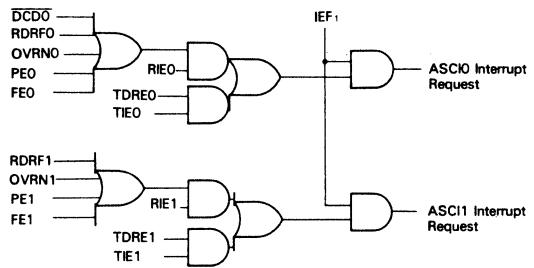 DCD0
RDRF0
OVRN0
PE0
FE0
RIE0
TDRE0
TIE0
IEF1
ASCI0 Interrupt
Request
RDRF1
OVRN1
PE1
FE1
RIE1
TDRE1
TIE1
ASCI1 Interrupt
Request